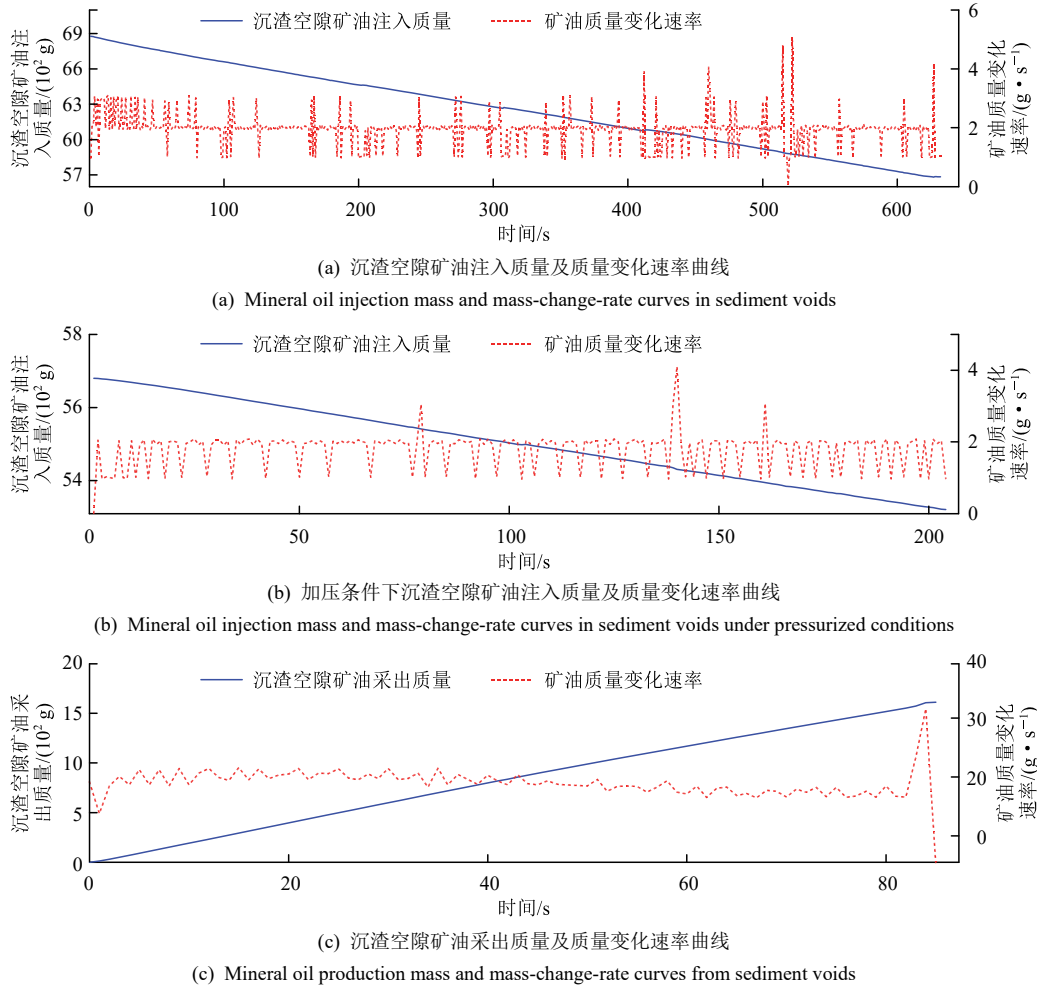 沉渣空隙矿油注入质量
矿油质量变化速率
沉渣空隙矿油注
入质量/(10² g)
69
66
63
60
57
6
4
2
0
矿油质量变化
速率/(g·s⁻¹)
0 100 200 300 400 500 600
时间/s
(a) 沉渣空隙矿油注入质量及质量变化速率曲线
(a) Mineral oil injection mass and mass-change-rate curves in sediment voids
沉渣空隙矿油注入质量
矿油质量变化速率
沉渣空隙矿油注
入质量/(10² g)
58
56
54
4
2
0
矿油质量变化
速率/(g·s⁻¹)
0 50 100 150 200
时间/s
(b) 加压条件下沉渣空隙矿油注入质量及质量变化速率曲线
(b) Mineral oil injection mass and mass-change-rate curves in sediment voids under pressurized conditions
沉渣空隙矿油采出质量
矿油质量变化速率
沉渣空隙矿油采
出质量/(10² g)
20
15
10
5
0
40
30
20
0
矿油质量变化
速率/(g·s⁻¹)
0 20 40 60 80
时间/s
(c) 沉渣空隙矿油采出质量及质量变化速率曲线
(c) Mineral oil production mass and mass-change-rate curves from sediment voids